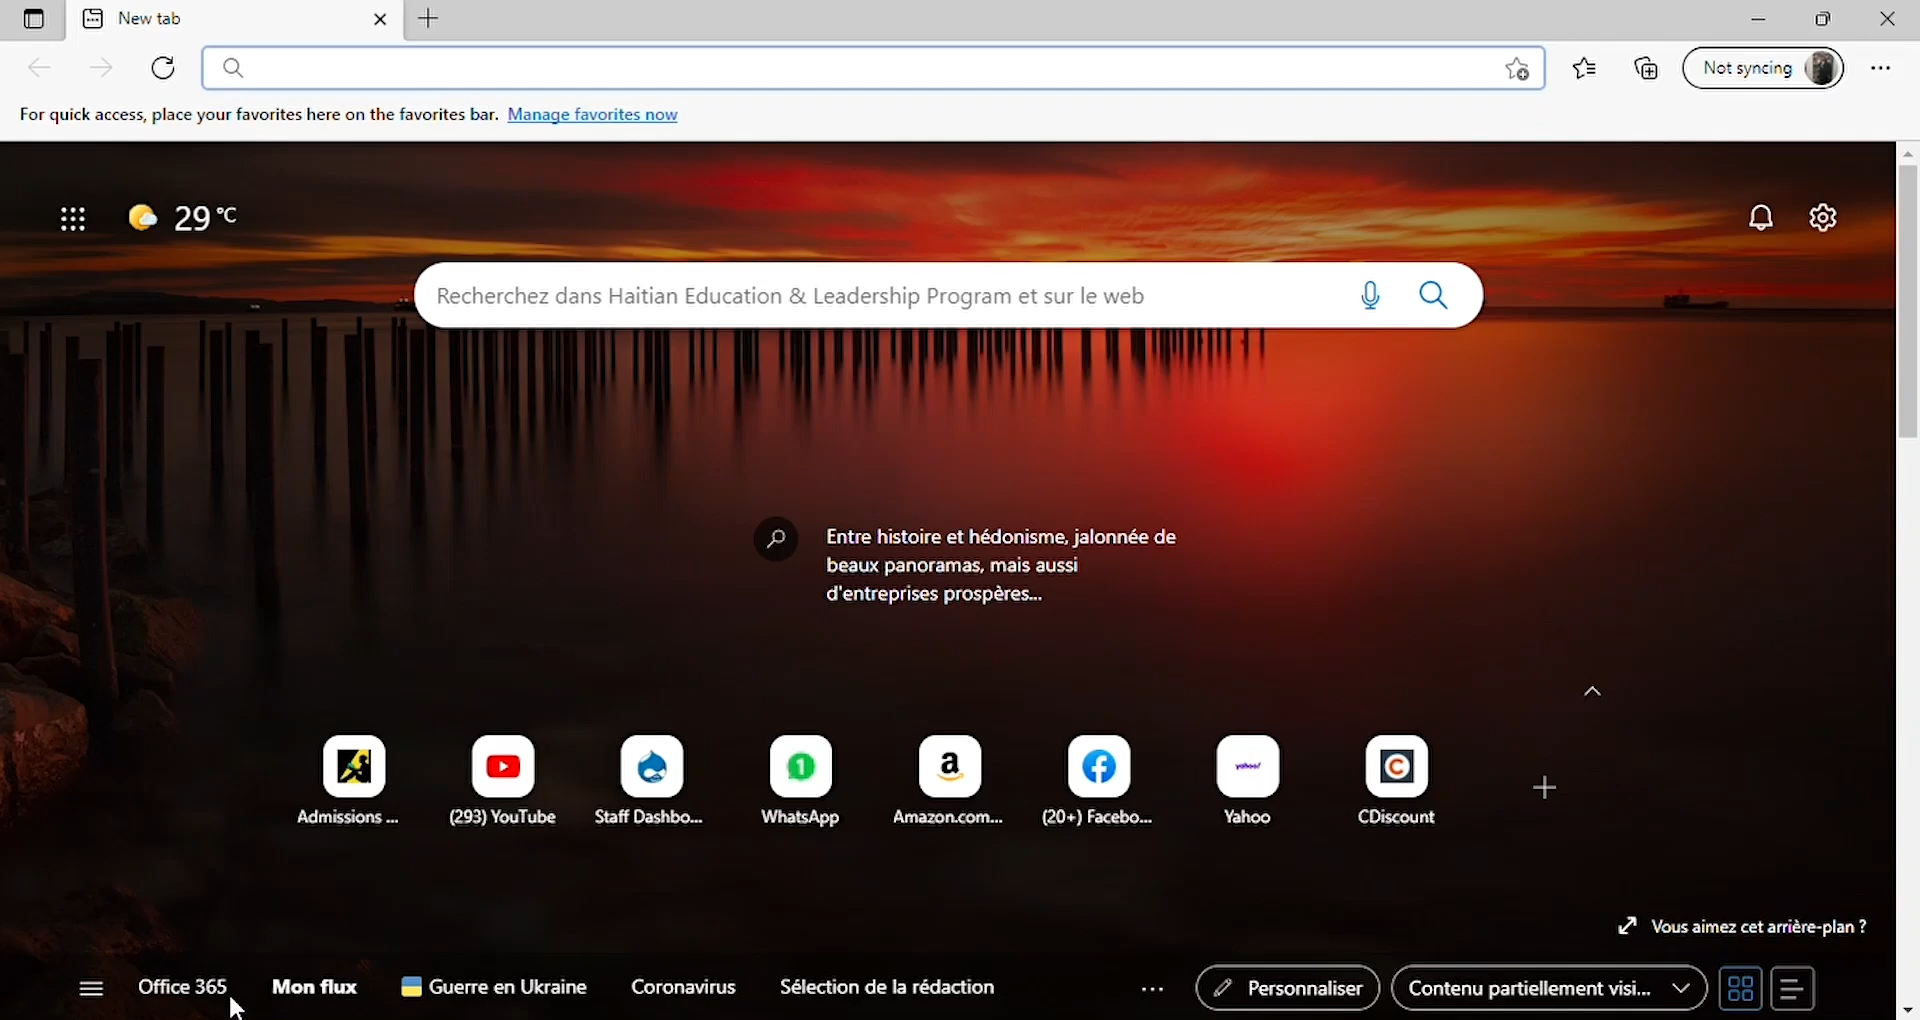 New tab
Not syncing
For quick access, place your favorites here on the favorites bar. Manage favorites now
29 °C
Recherchez dans Haitian Education & Leadership Program et sur le web
Entre histoire et hédonisme, jalonnée de
beaux panoramas, mais aussi
d'entreprises prospères...
a
1
yahoo!
C
Admissions ...
(293) YouTube
Staff Dashbo...
WhatsApp
Amazon.com...
(20+) Facebo...
Yahoo
CDiscount
Vous aimez cet arrière-plan ?
Office 365
Mon flux
Guerre en Ukraine
Coronavirus
Sélection de la rédaction
...
Personnaliser
Contenu partiellement visi...